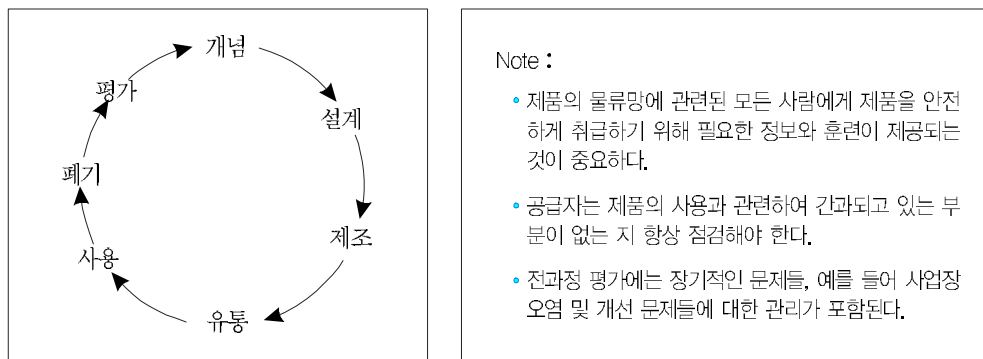 개념
설계
제조
유통
사용
폐기
평가
Note :
• 제품의 물류망에 관련된 모든 사람에게 제품을 안전
하게 취급하기 위해 필요한 정보와 훈련이 제공되는
것이 중요하다.
• 공급자는 제품의 사용과 관련하여 간과되고 있는 부
분이 없는 지 항상 점검해야 한다.
• 전과정 평가에는 장기적인 문제들, 예를 들어 사업장
오염 및 개선 문제들에 대한 관리가 포함된다.